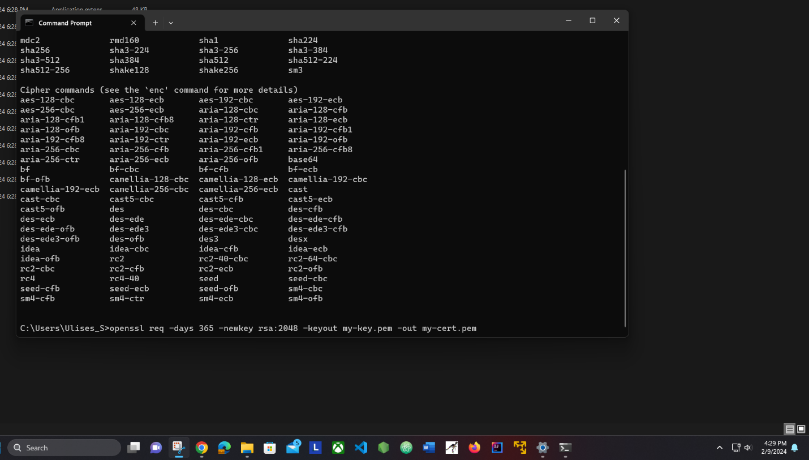 24 6:28 PM Application extens 48 KB
Command Prompt
mdc2 rmd160 sha1 sha224
sha256 sha3-224 sha3-256 sha3-384
sha3-512 sha384 sha512 sha512-224
sha512-256 shake128 shake256 sm3
Cipher commands (see the `enc' command for more details)
aes-128-cbc aes-128-ecb aes-192-cbc aes-192-ecb
aes-256-cbc aes-256-ecb aria-128-cbc aria-128-cfb
aria-128-cfb1 aria-128-cfb8 aria-128-ctr aria-128-ecb
aria-128-ofb aria-192-cbc aria-192-cfb aria-192-cfb1
aria-192-cfb8 aria-192-ctr aria-192-ecb aria-192-ofb
aria-256-cbc aria-256-cfb aria-256-cfb1 aria-256-cfb8
aria-256-ctr aria-256-ecb aria-256-ofb base64
bf bf-cbc bf-cfb bf-ecb
bf-ofb camellia-128-cbc camellia-128-ecb camellia-192-cbc
camellia-192-ecb camellia-256-cbc camellia-256-ecb cast
cast-cbc cast5-cbc cast5-cfb cast5-ecb
cast5-ofb des des-cbc des-cfb
des-ecb des-ede des-ede-cbc des-ede-cfb
des-ede-ofb des-ede3 des-ede3-cbc des-ede3-cfb
des-ede3-ofb des-ofb des3 desx
idea idea-cbc idea-cfb idea-ecb
idea-ofb rc2 rc2-40-cbc rc2-64-cbc
rc2-cbc rc2-cfb rc2-ecb rc2-ofb
rc4 rc4-40 seed seed-cbc
seed-cfb seed-ecb seed-ofb sm4-cbc
sm4-cfb sm4-ctr sm4-ecb sm4-ofb
C:\Users\Ulises_S>openssl req -days 365 -nemkey rsa:2048 -keyout my-key.pem -out my-cert.pem
Search
4:29 PM
2/9/2024